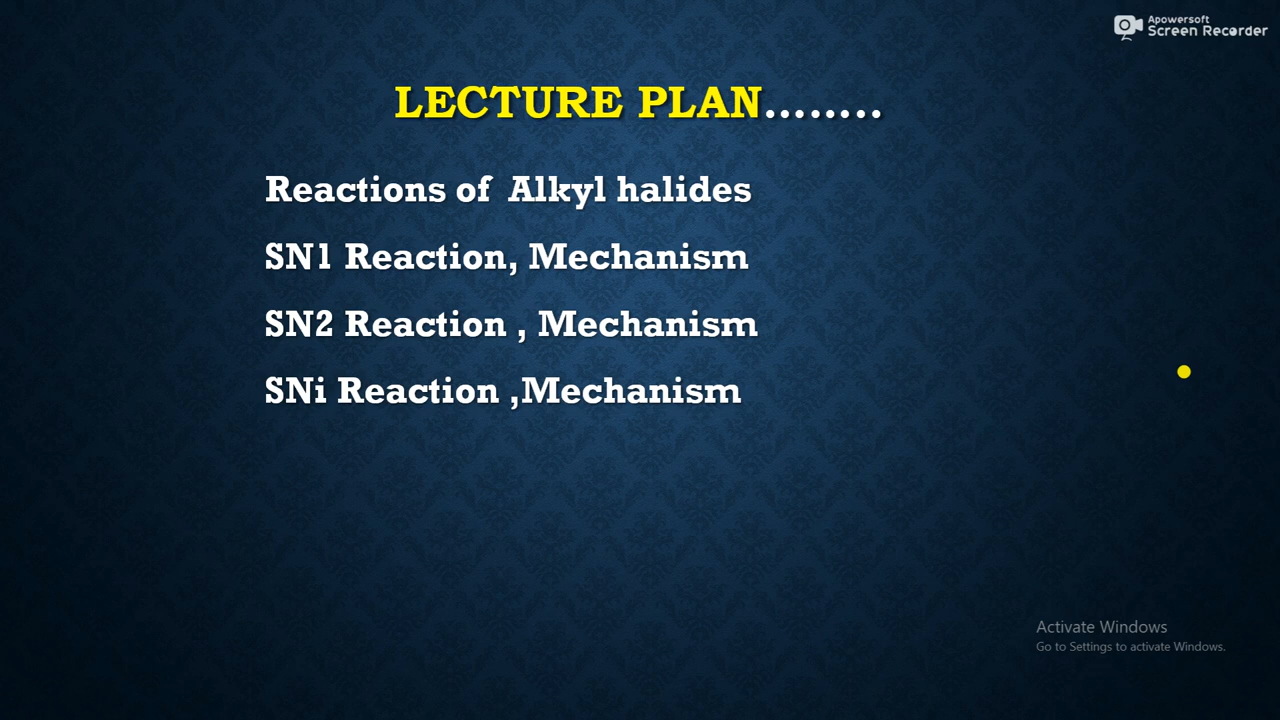 Apowersoft
Screen Recorder
LECTURE PLAN........
Reactions of Alkyl halides
SN1 Reaction, Mechanism
SN2 Reaction , Mechanism
SNi Reaction ,Mechanism
Activate Windows
Go to Settings to activate Windows.